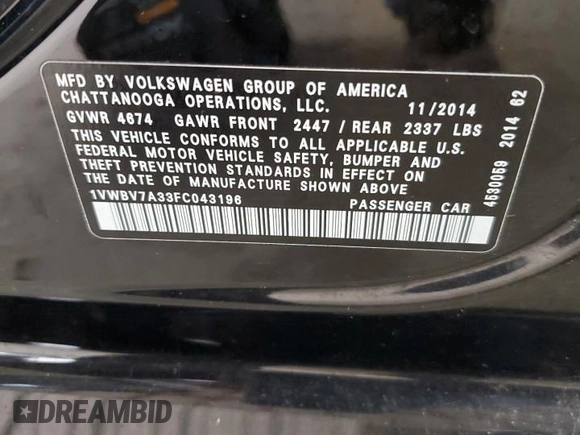 MFD BY VOLKSWAGEN GROUP OF AMERICA
CHATTANOOGA OPERATIONS, LLC. 11/2014
GVWR 4674 GAWR FRONT 2447 / REAR 2337 LBS
THIS VEHICLE CONFORMS TO ALL APPLICABLE U.S.
FEDERAL MOTOR VEHICLE SAFETY, BUMPER AND
THEFT PREVENTION STANDARDS IN EFFECT ON
THE DATE OF MANUFACTURE SHOWN ABOVE
1VWBV7A33FC043196 PASSENGER CAR
4530059 2014 62
DREAMBID